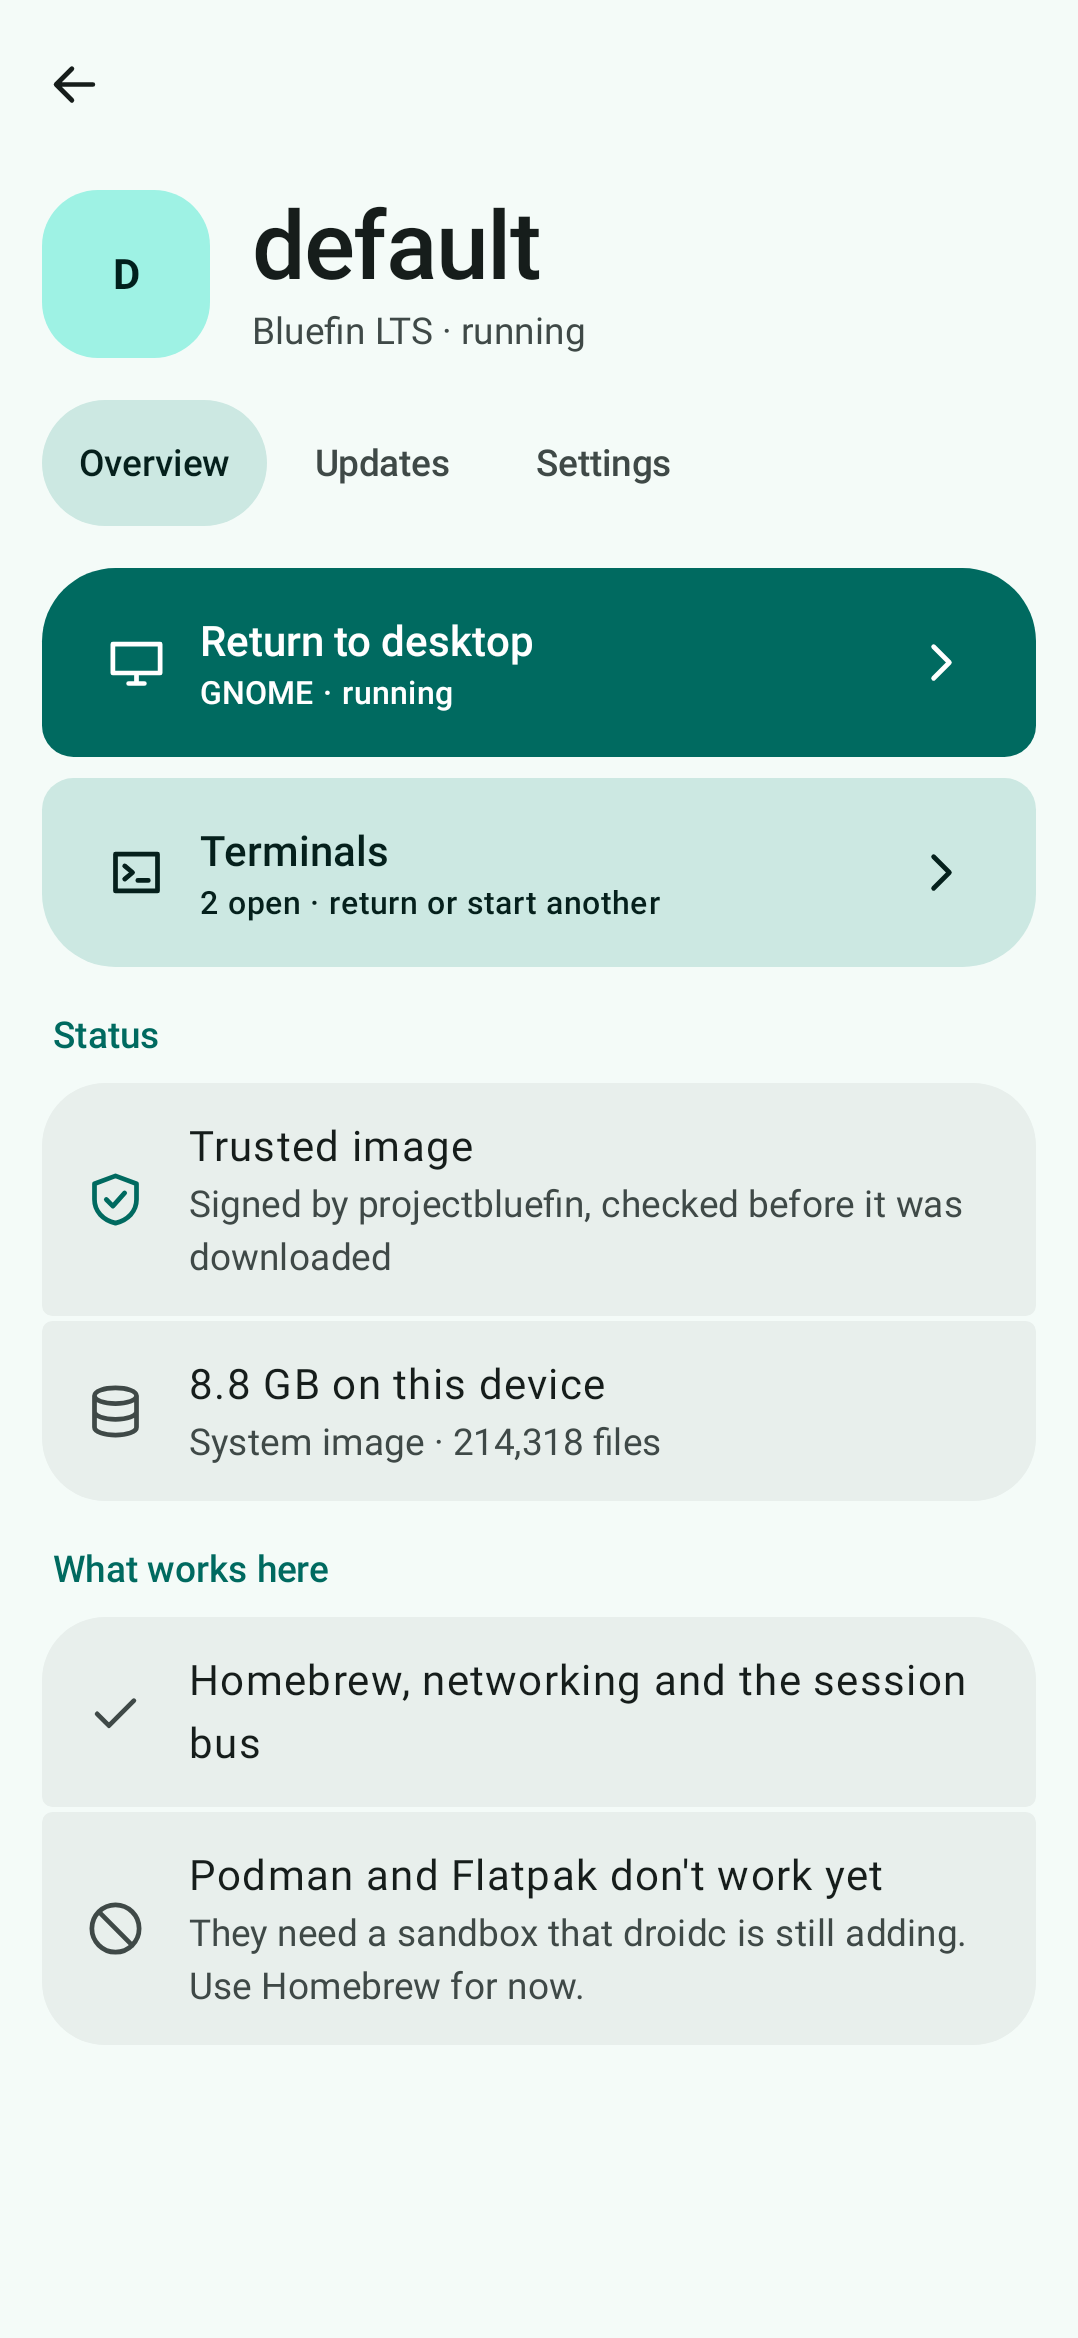 D
default
Bluefin LTS · running
Overview
Updates
Settings
Return to desktop
GNOME · running
Terminals
2 open · return or start another
Status
Trusted image
Signed by projectbluefin, checked before it was
downloaded
8.8 GB on this device
System image · 214,318 files
What works here
Homebrew, networking and the session
bus
Podman and Flatpak don't work yet
They need a sandbox that droidc is still adding.
Use Homebrew for now.